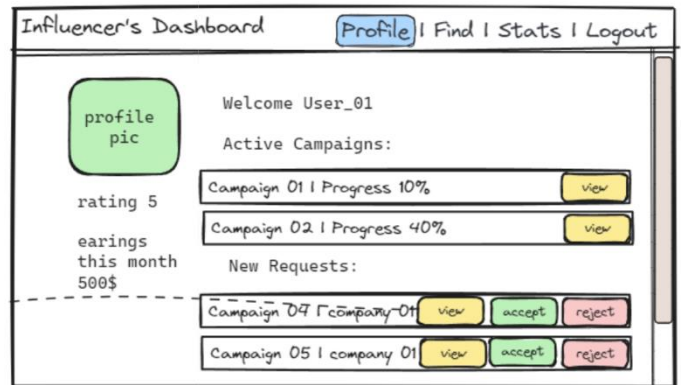 Influencer's Dashboard
Profile | Find | Stats | Logout
profile
pic
rating 5
earings
this month
500$
Welcome User_01
Active Campaigns:
Campaign 01 | Progress 10% view
Campaign 02 | Progress 40% view
New Requests:
Campaign 04 | company 01 view accept reject
Campaign 05 | company 01 view accept reject